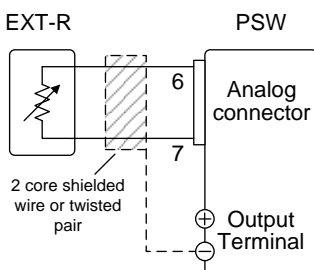 EXT-R
PSW
6
Analog
connector
7
2 core shielded
wire or twisted
pair
+
Output
Terminal
−